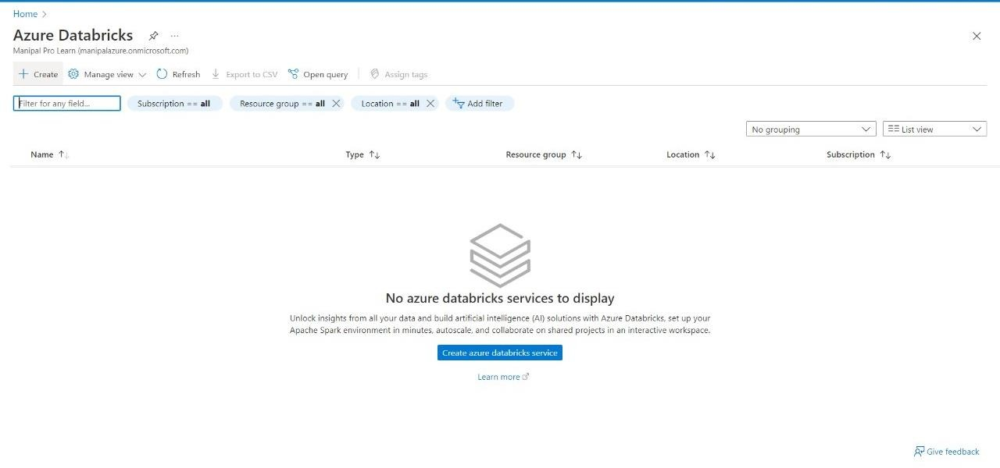 Home
Azure Databricks
...
Manipal Pro Learn (manipalazure.onmicrosoft.com)
Create Manage view Refresh Export to CSV Open query Assign tags
Filter for any field... Subscription == all Resource group == all Location == all Add filter
No grouping List view
Name Type Resource group Location Subscription
No azure databricks services to display
Unlock insights from all your data and build artificial intelligence (AI) solutions with Azure Databricks, set up your
Apache Spark environment in minutes, autoscale, and collaborate on shared projects in an interactive workspace.
Create azure databricks service
Learn more
Give feedback